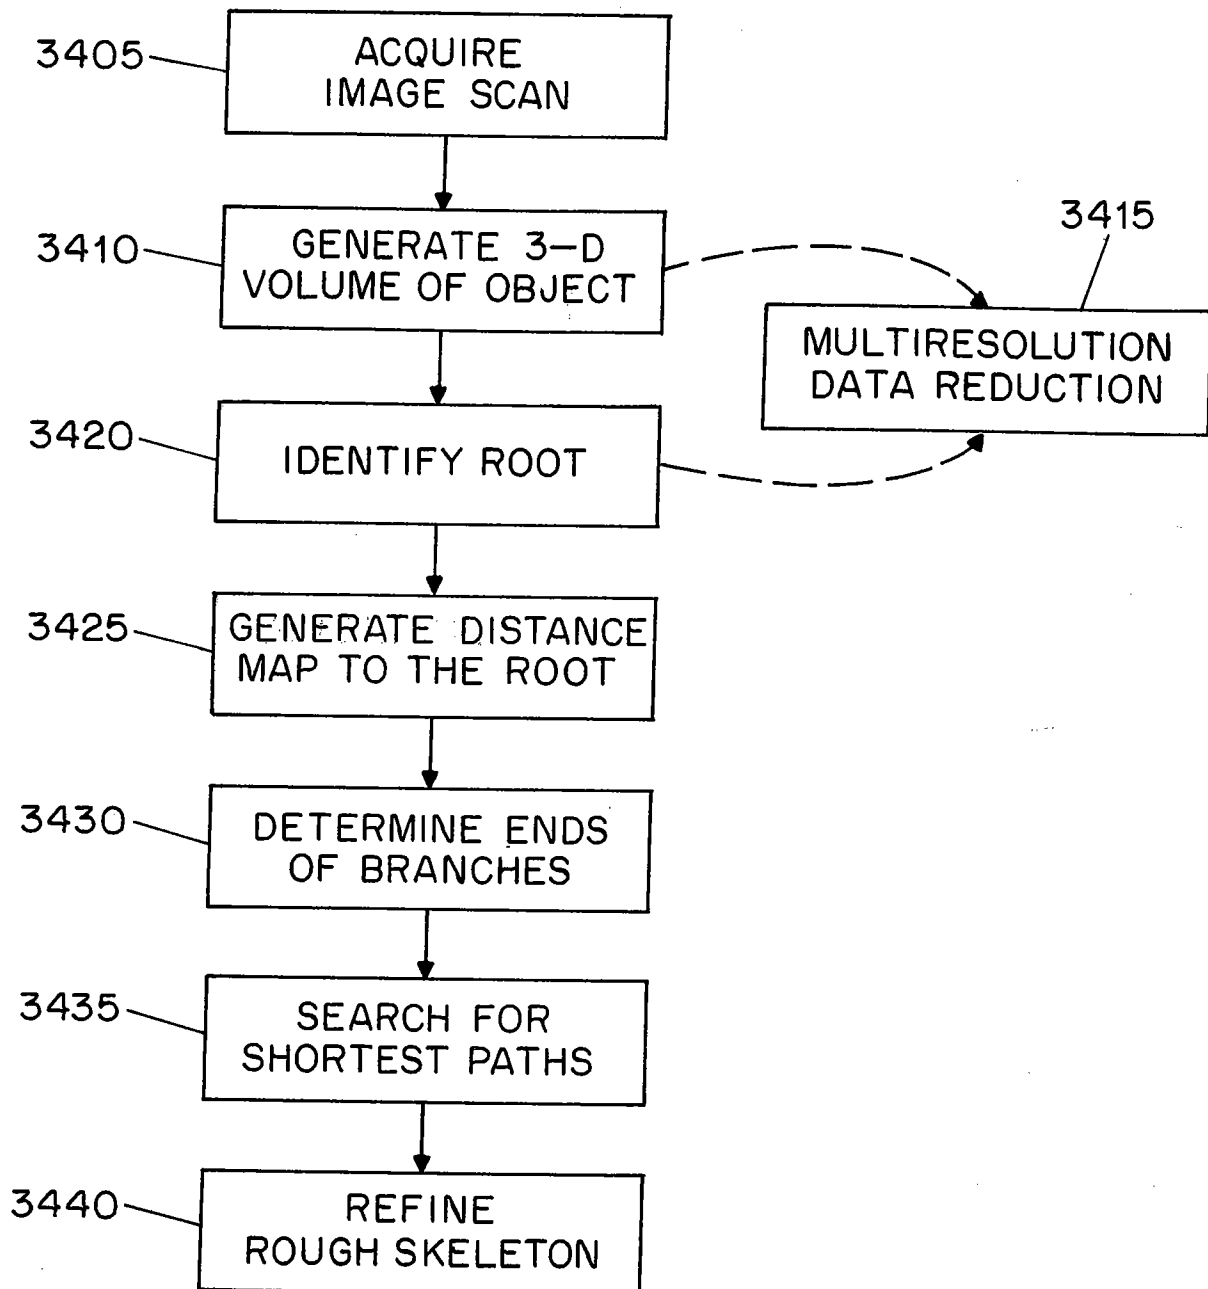 3405
ACQUIRE
IMAGE SCAN
3410
GENERATE 3-D
VOLUME OF OBJECT
3415
MULTIRESOLUTION
DATA REDUCTION
3420
IDENTIFY ROOT
3425
GENERATE DISTANCE
MAP TO THE ROOT
3430
DETERMINE ENDS
OF BRANCHES
3435
SEARCH FOR
SHORTEST PATHS
3440
REFINE
ROUGH SKELETON